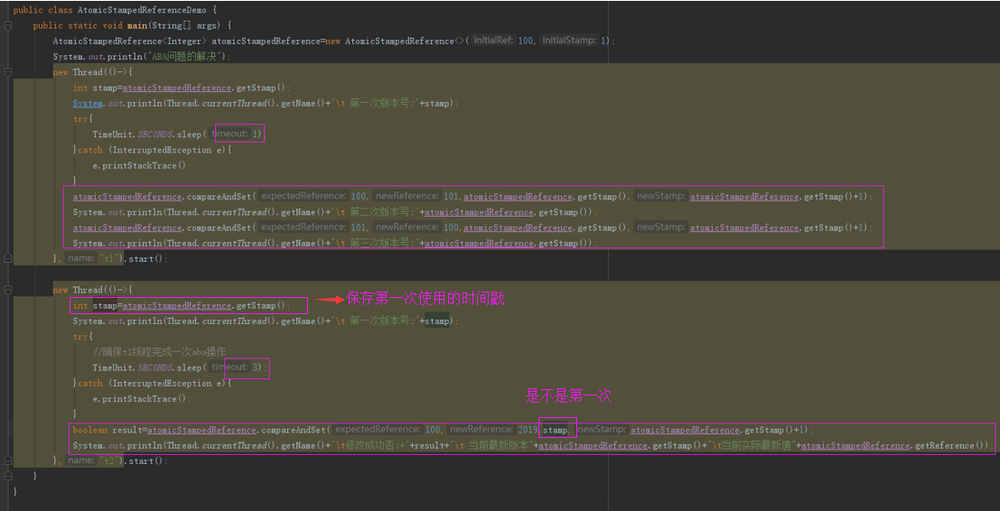 public class AtomicStampedReferenceDemo {
public static void main(String[] args) {
AtomicStampedReference<Integer> atomicStampedReference=new AtomicStampedReference<>( initialRef: 100, initialStamp: 1);
System.out.println("ABA问题的解决");
new Thread(()->{
int stamp=atomicStampedReference.getStamp();
System.out.println(Thread.currentThread().getName()+"\t 第一次版本号:"+stamp);
try{
TimeUnit.SECONDS.sleep( timeout: 1);
}catch (InterruptedException e){
e.printStackTrace();
}
atomicStampedReference.compareAndSet( expectedReference: 100, newReference: 101,atomicStampedReference.getStamp(), newStamp: atomicStampedReference.getStamp()+1);
System.out.println(Thread.currentThread().getName()+"\t 第二次版本号:"+atomicStampedReference.getStamp());
atomicStampedReference.compareAndSet( expectedReference: 101, newReference: 100,atomicStampedReference.getStamp(), newStamp: atomicStampedReference.getStamp()+1);
System.out.println(Thread.currentThread().getName()+"\t 第三次版本号:"+atomicStampedReference.getStamp());
}, name: "t1").start();
new Thread(()->{
int stamp=atomicStampedReference.getStamp(); 保存第一次使用的时间戳
System.out.println(Thread.currentThread().getName()+"\t 第一次版本号:"+stamp);
try{
//确保t1线程完成一次aba操作
TimeUnit.SECONDS.sleep( timeout: 3);
}catch (InterruptedException e){
e.printStackTrace();
是不是第一次
}
boolean result=atomicStampedReference.compareAndSet( expectedReference: 100, newReference: 2019,stamp, newStamp: atomicStampedReference.getStamp()+1);
System.out.println(Thread.currentThread().getName()+"\t修改成功否:+"+result+"\t 当前最新版本"+atomicStampedReference.getStamp()+"\t当前实际最新值"+atomicStampedReference.getReference());
}, name: "t2").start();
}
}